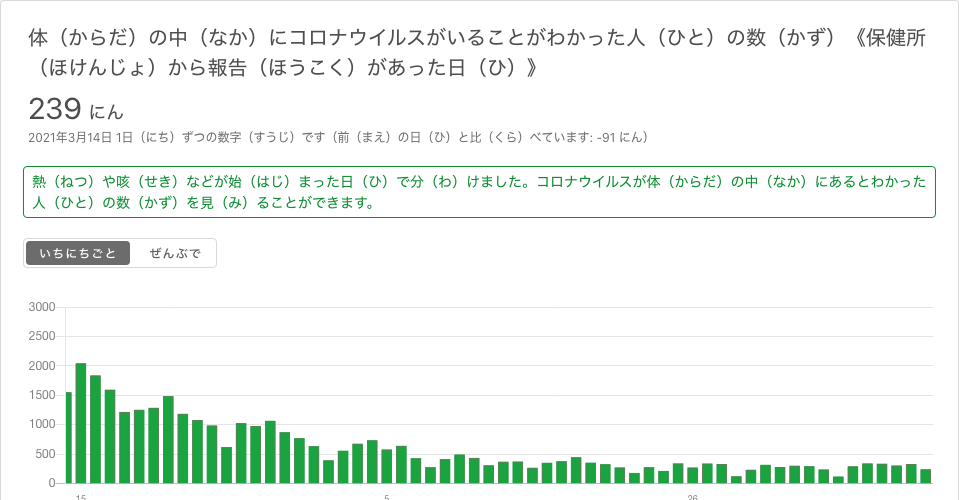 体（からだ）の中（なか）にコロナウイルスがいることがわかった人（ひと）の数（かず）《保健所
（ほけんじょ）から報告（ほうこく）があった日（ひ）》
239 にん
2021年3月14日 1日（にち）ずつの数字（すうじ）です（前（まえ）の日（ひ）と比（くら）べています: -91 にん）
熱（ねつ）や咳（せき）などが始（はじ）まった日（ひ）で分（わ）けました。コロナウイルスが体（からだ）の中（なか）にあるとわかった
人（ひと）の数（かず）を見（み）ることができます。
いちにちごと ぜんぶで
3000
2500
2000
1500
1000
500
0
15 5 26